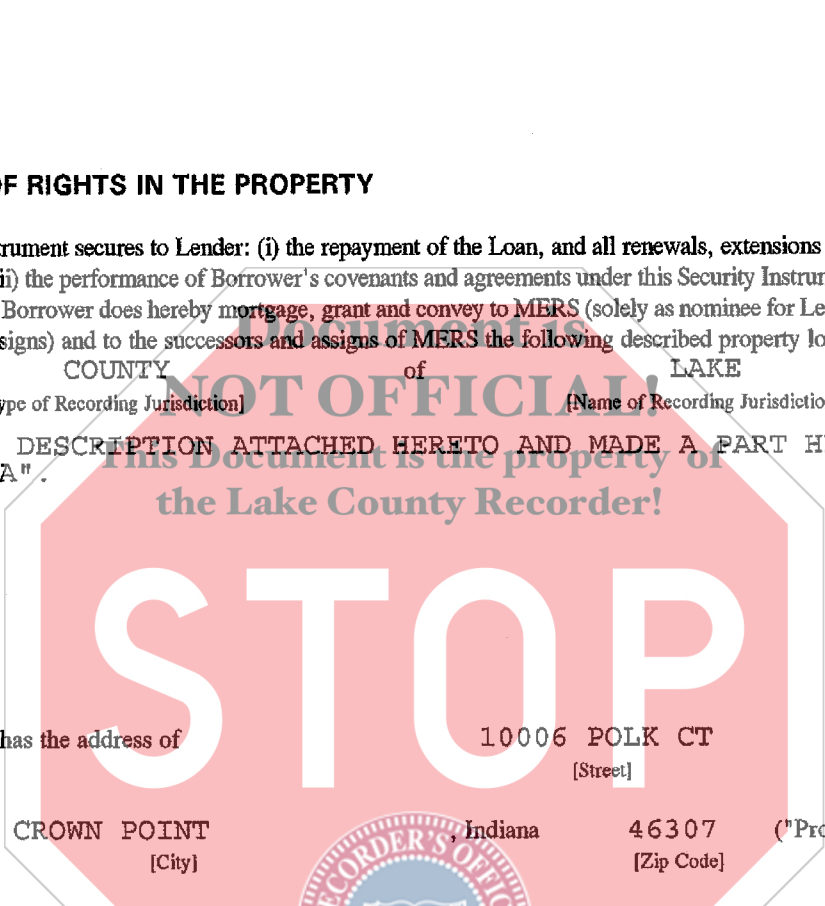 OF RIGHTS IN THE PROPERTY
trument secures to Lender: (i) the repayment of the Loan, and all renewals, extensions
ii) the performance of Borrower's covenants and agreements under this Security Instru
Borrower does hereby mortgage, grant and convey to MERS (solely as nominee for Le
signs) and to the successors and assigns of MERS the following described property lo
Document is
COUNTY of LAKE
NOT OFFICIAL!
ype of Recording Jurisdiction] [Name of Recording Jurisdictio
DESCRIPTION ATTACHED HERETO AND MADE A PART H
This Document is the property of
A".
the Lake County Recorder!
STOP
has the address of 10006 POLK CT
[Street]
CROWN POINT , Indiana 46307 ("Pro
[City] [Zip Code]
RECORDER'S OFFIC